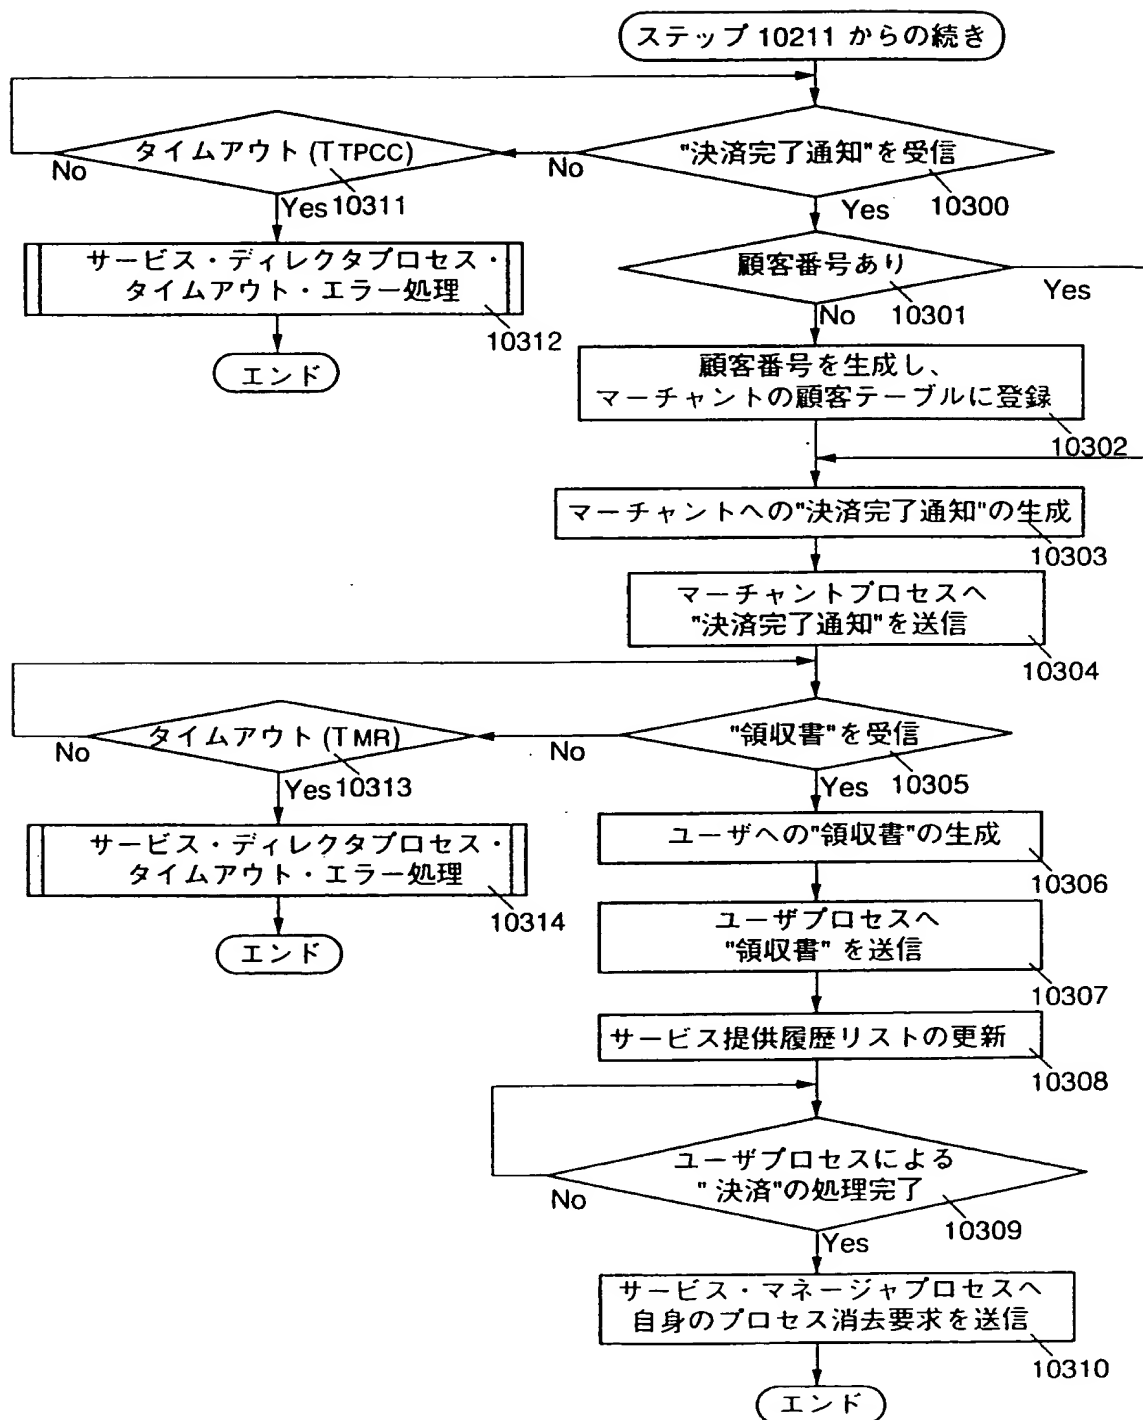 ステップ 10211 からの続き
"決済完了通知"を受信
10300
No
Yes
タイムアウト (TTPCC)
10311
No
Yes
サービス・ディレクタプロセス・
タイムアウト・エラー処理
10312
エンド
顧客番号あり
10301
Yes
No
顧客番号を生成し、
マーチャントの顧客テーブルに登録
10302
マーチャントへの"決済完了通知"の生成
10303
マーチャントプロセスへ
"決済完了通知"を送信
10304
"領収書"を受信
10305
No
Yes
タイムアウト (TMR)
10313
No
Yes
サービス・ディレクタプロセス・
タイムアウト・エラー処理
10314
エンド
ユーザへの"領収書"の生成
10306
ユーザプロセスへ
"領収書" を送信
10307
サービス提供履歴リストの更新
10308
ユーザプロセスによる
"決済"の処理完了
10309
No
Yes
サービス・マネージャプロセスへ
自身のプロセス消去要求を送信
10310
エンド